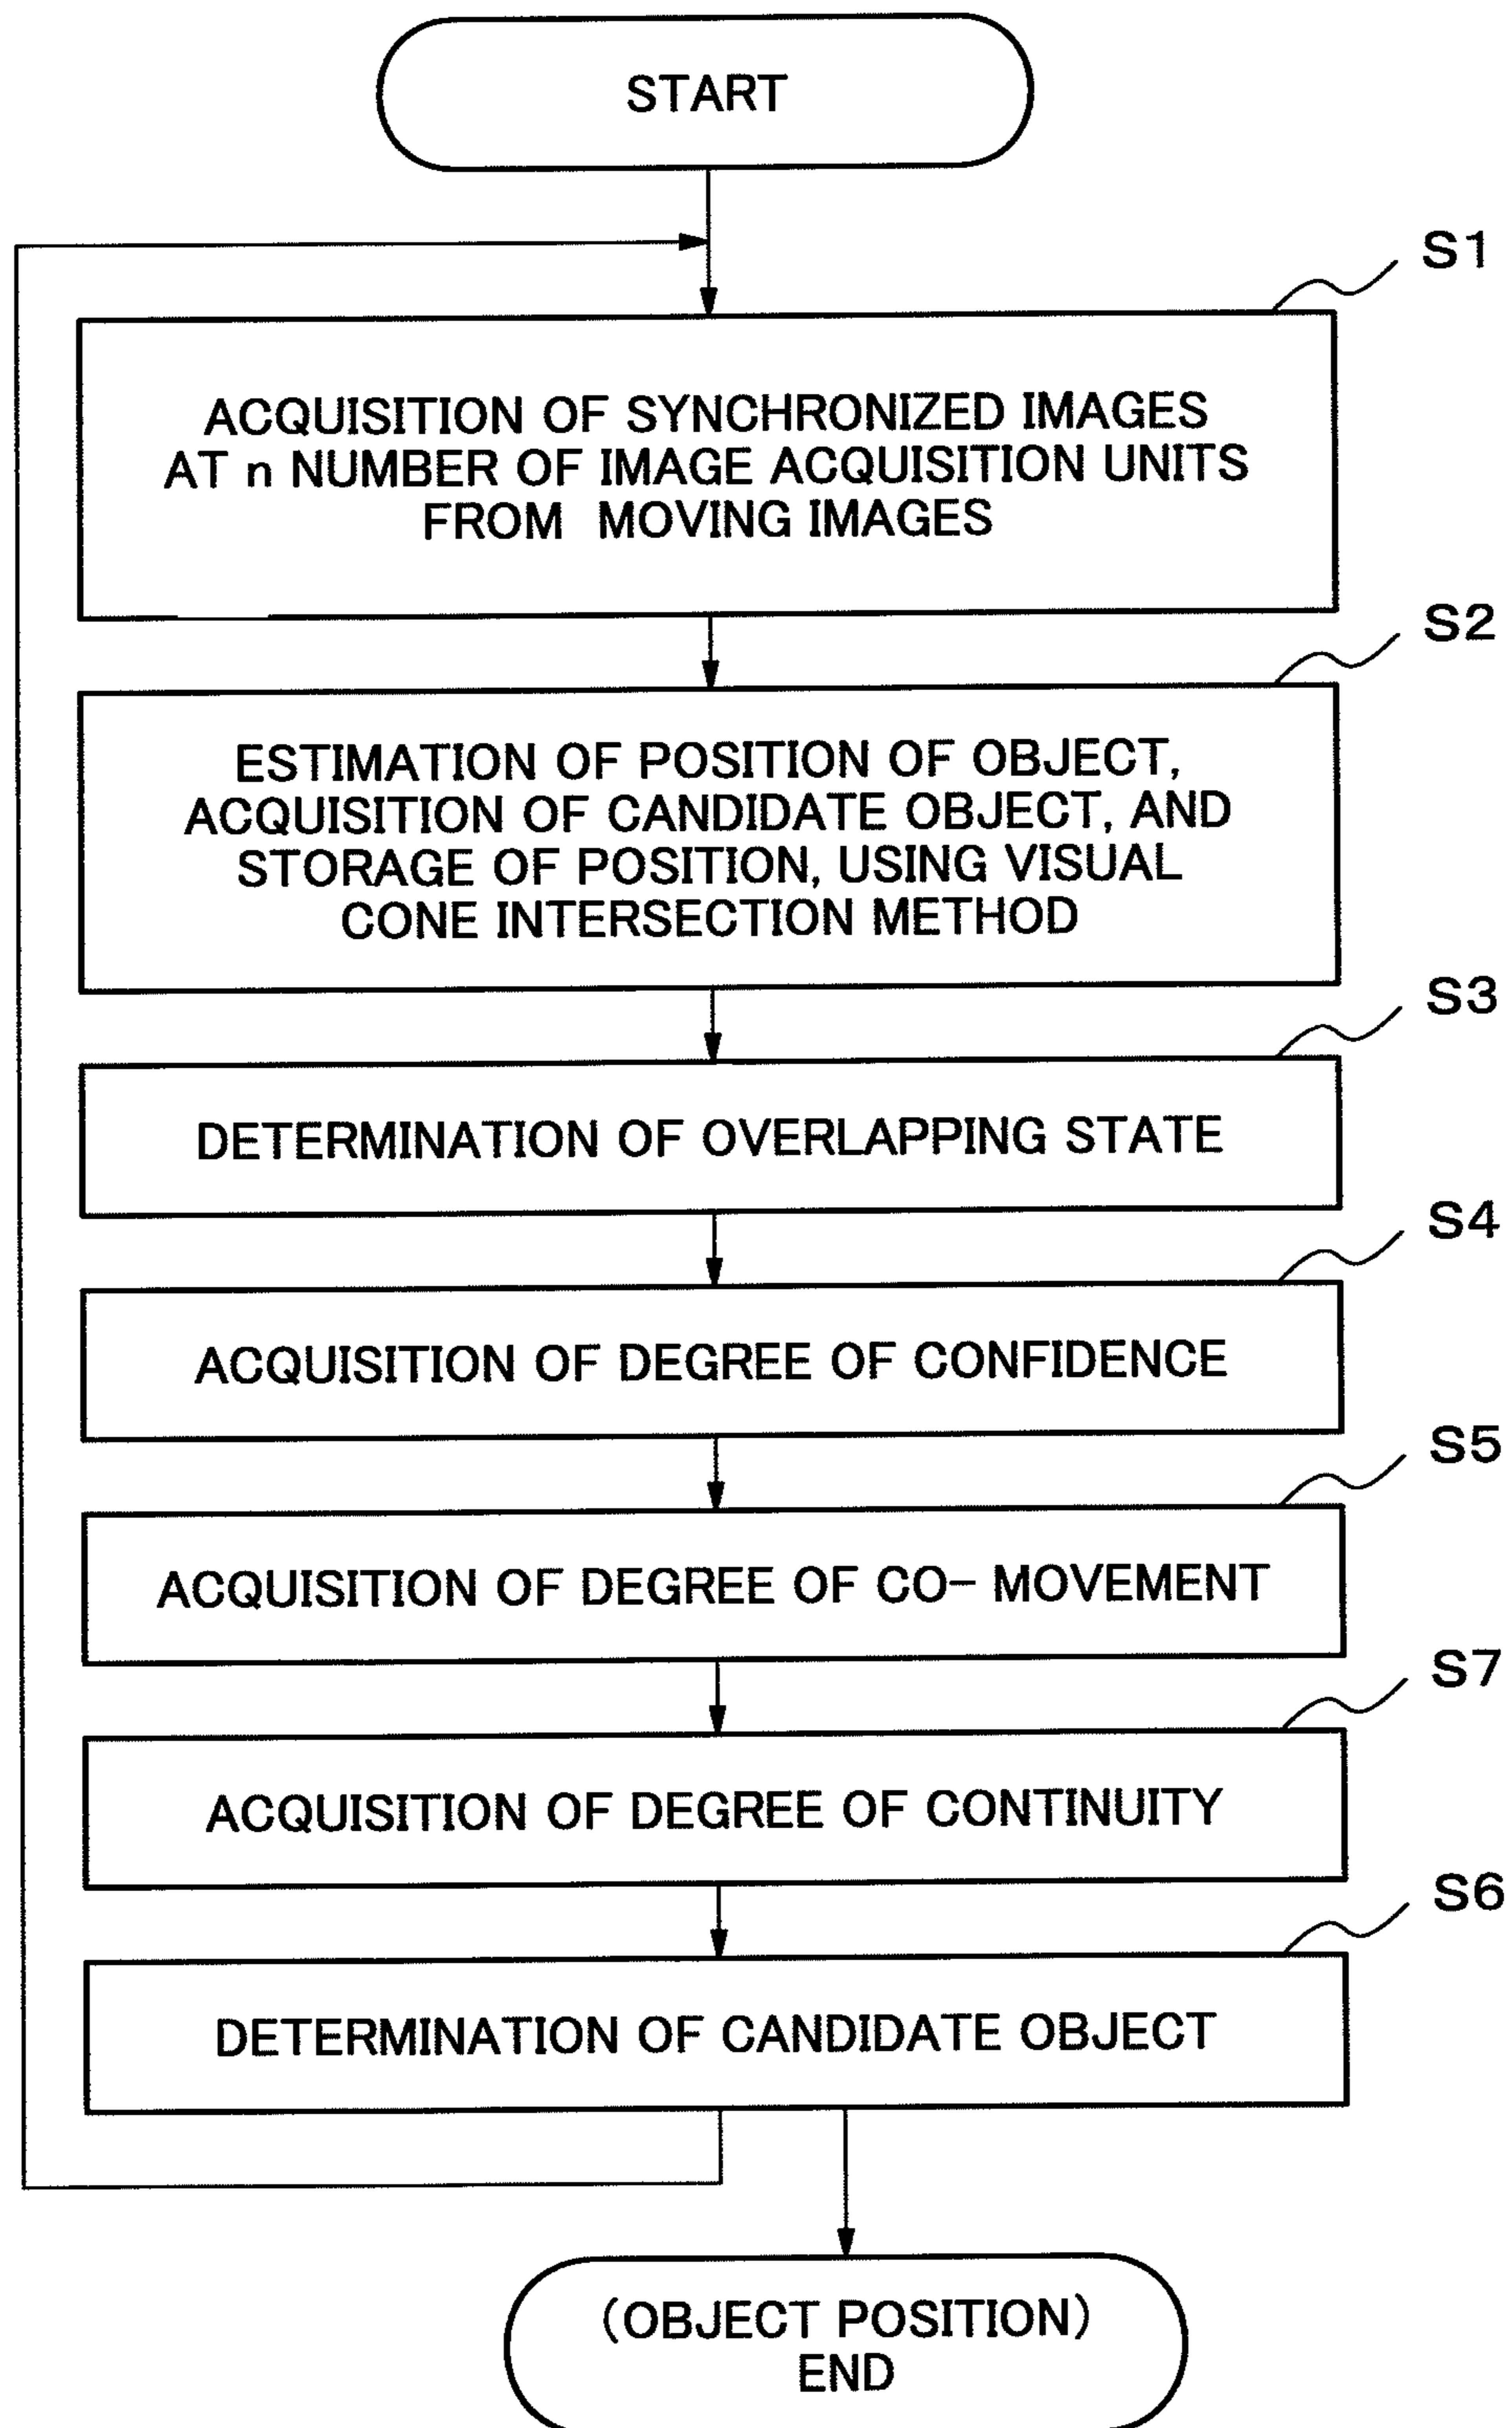 START
S1
ACQUISITION OF SYNCHRONIZED IMAGES
AT n NUMBER OF IMAGE ACQUISITION UNITS
FROM MOVING IMAGES
S2
ESTIMATION OF POSITION OF OBJECT,
ACQUISITION OF CANDIDATE OBJECT, AND
STORAGE OF POSITION, USING VISUAL
CONE INTERSECTION METHOD
S3
DETERMINATION OF OVERLAPPING STATE
S4
ACQUISITION OF DEGREE OF CONFIDENCE
S5
ACQUISITION OF DEGREE OF CO- MOVEMENT
S7
ACQUISITION OF DEGREE OF CONTINUITY
S6
DETERMINATION OF CANDIDATE OBJECT
(OBJECT POSITION)
END